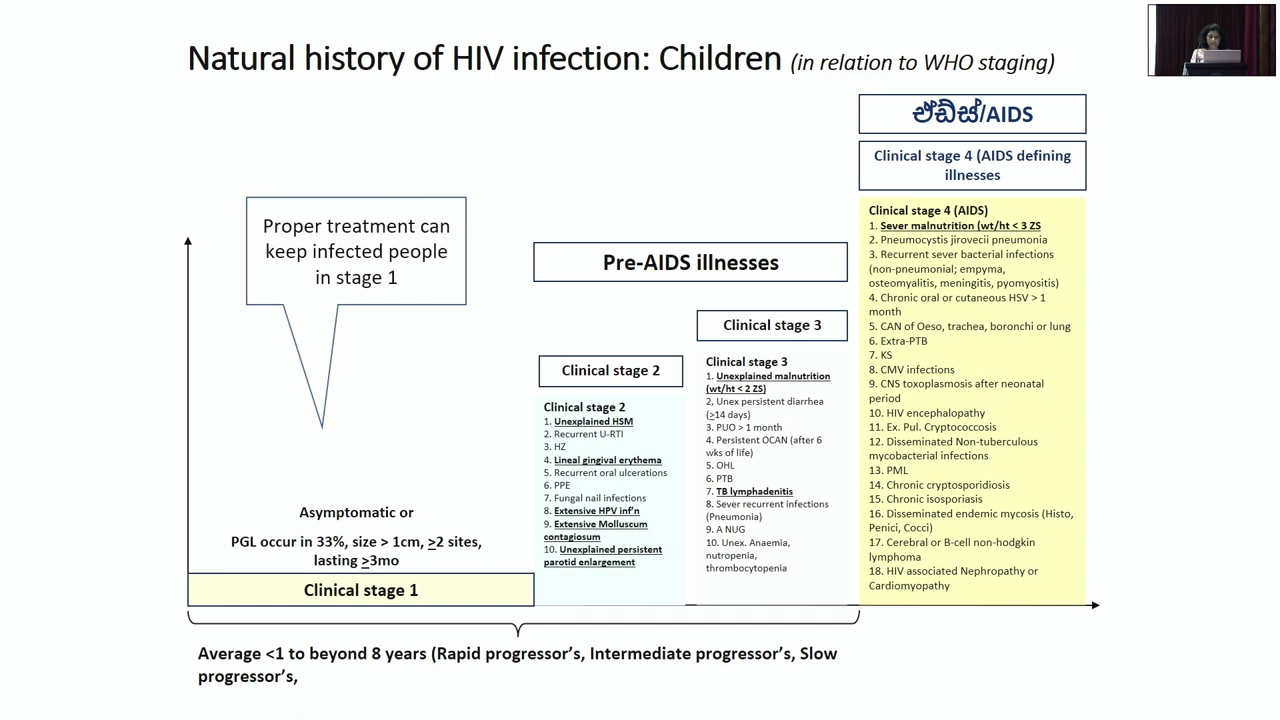 Natural history of HIV infection: Children (in relation to WHO staging)
ඒඩ්ස්/AIDS
Clinical stage 4 (AIDS defining
illnesses
Proper treatment can
keep infected people
in stage 1
Pre-AIDS illnesses
Clinical stage 3
Clinical stage 2
Asymptomatic or
PGL occur in 33%, size > 1cm, ≥2 sites,
lasting ≥3mo
Clinical stage 1
Clinical stage 2
1. Unexplained HSM
2. Recurrent U-RTI
3. HZ
4. Lineal gingival erythema
5. Recurrent oral ulcerations
6. PPE
7. Fungal nail infections
8. Extensive HPV inf'n
9. Extensive Molluscum
contagiosum
10. Unexplained persistent
parotid enlargement
Clinical stage 3
1. Unexplained malnutrition
(wt/ht < 2 ZS)
2, Unex persistent diarrhea
(≥14 days)
3. PUO > 1 month
4. Persistent OCAN (after 6
wks of life)
5. OHL
6. PTB
7. TB lymphadenitis
8. Sever recurrent infections
(Pneumonia)
9. A NUG
10. Unex. Anaemia,
nutropenia,
thrombocytopenia
Clinical stage 4 (AIDS)
1. Sever malnutrition (wt/ht < 3 ZS
2. Pneumocystis jirovecii pneumonia
3. Recurrent sever bacterial infections
(non-pneumonial; empyma,
osteomyalitis, meningitis, pyomyositis)
4. Chronic oral or cutaneous HSV > 1
month
5. CAN of Oeso, trachea, boronchi or lung
6. Extra-PTB
7. KS
8. CMV infections
9. CNS toxoplasmosis after neonatal
period
10. HIV encephalopathy
11. Ex. Pul. Cryptococcosis
12. Disseminated Non-tuberculous
mycobacterial infections
13. PML
14. Chronic cryptosporidiosis
15. Chronic isosporiasis
16. Disseminated endemic mycosis (Histo,
Penici, Cocci)
17. Cerebral or B-cell non-hodgkin
lymphoma
18. HIV associated Nephropathy or
Cardiomyopathy
Average <1 to beyond 8 years (Rapid progressor's, Intermediate progressor's, Slow
progressor's,